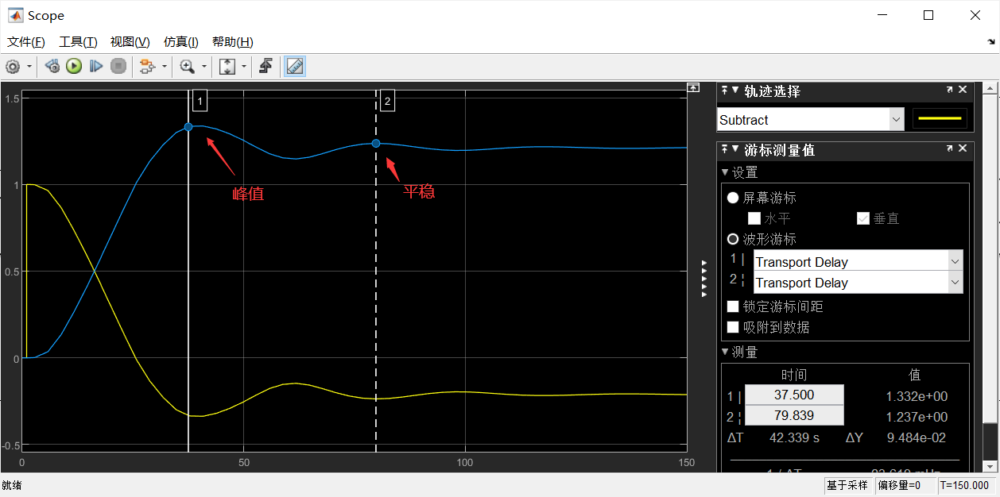 Scope
文件(F) 工具(T) 视图(V) 仿真(I) 帮助(H)
1 2
1.5
1
0.5
0
-0.5
0 50 100 150
峰值
平稳
轨迹选择
Subtract
游标测量值
设置
屏幕游标
水平 垂直
波形游标
1 | Transport Delay
2 ¦ Transport Delay
锁定游标间距
吸附到数据
测量
时间 值
1 | 37.500 1.332e+00
2 ¦ 79.839 1.237e+00
ΔT 42.339 s ΔY 9.484e-02
就绪 基于采样 偏移量=0 T=150.000